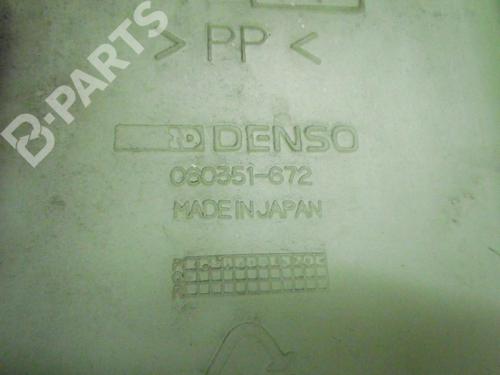 > PP <
B-PARTS
DENSO
060351-672
MADE IN JAPAN